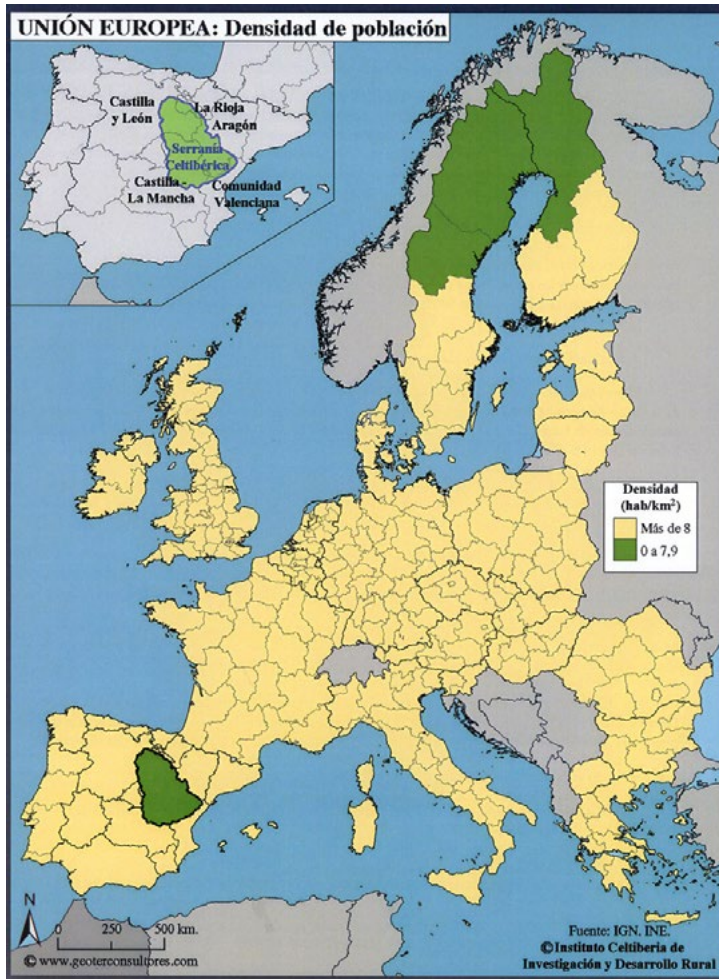 UNIÓN EUROPEA: Densidad de población
Castilla
y León
La Rioja
Aragón
Serranía
Celtibérica
Castilla -
La Mancha
Comunidad
Valenciana
Densidad
(hab/km²)
Más de 8
0 a 7,9
N
0 250 500 km.
© www.geoterconsultores.com
Fuente: IGN. INE.
© Instituto Celtiberia de
Investigación y Desarrollo Rural